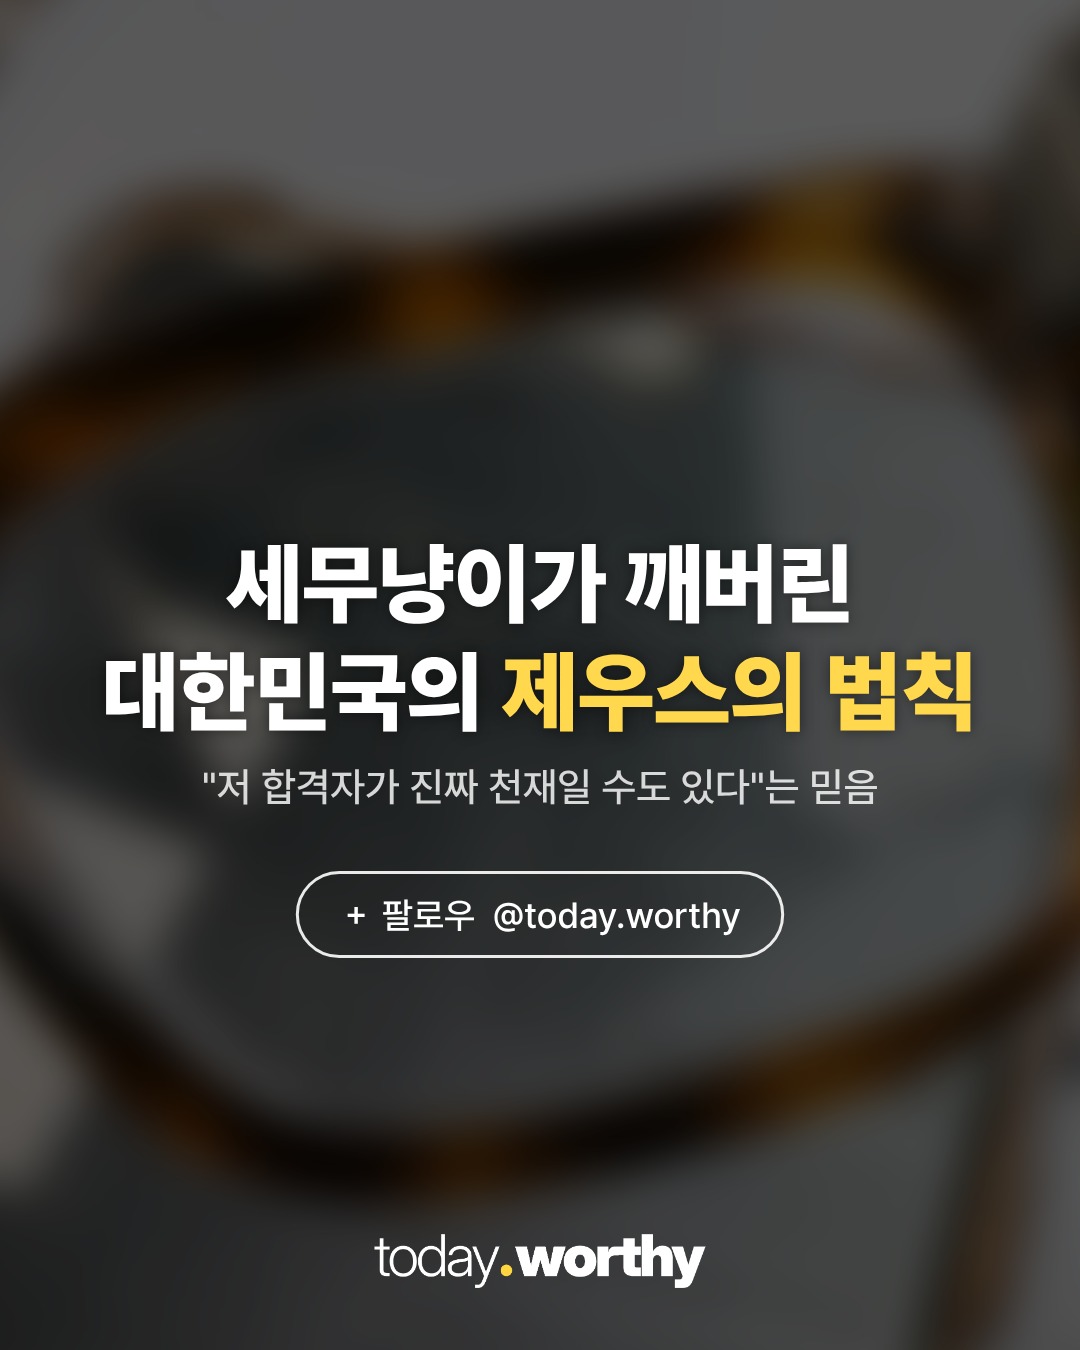 세무냥이가 깨버린
대한민국의 제우스의 법칙
"저 합격자가 진짜 천재일 수도 있다"는 믿음
+ 팔로우 @today.worthy
today.worthy